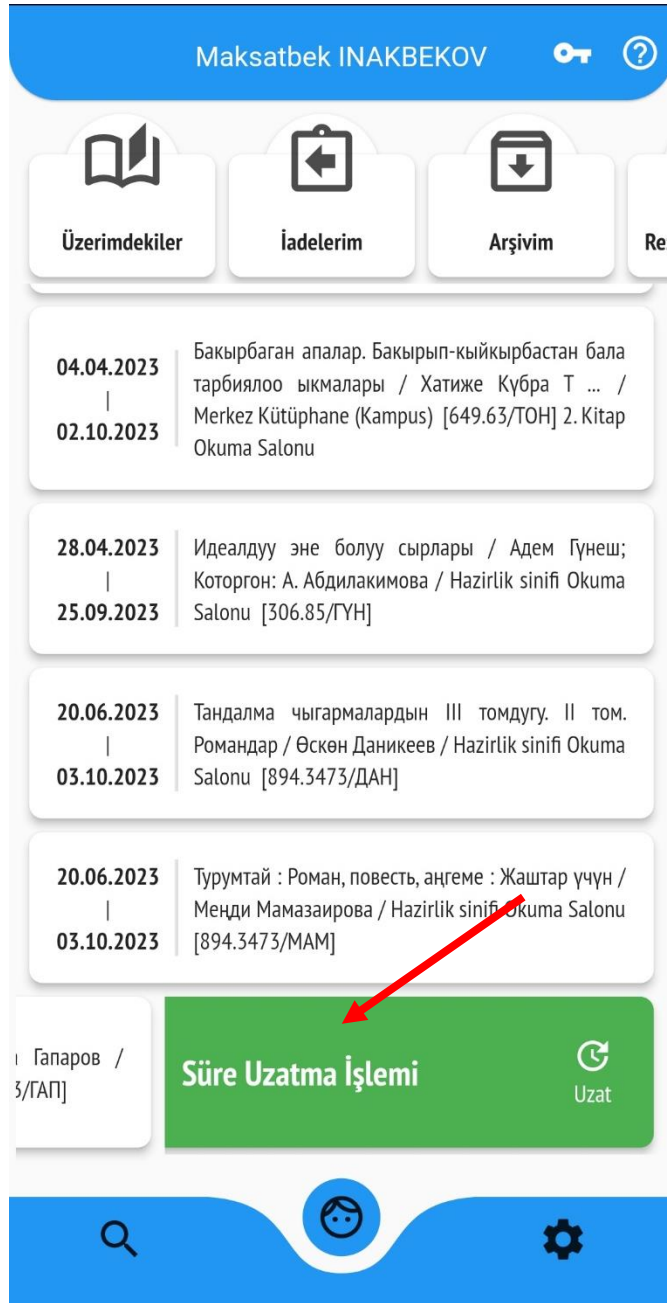 Maksatbek INAKBEKOV
Üzerimdekiler
İadelerim
Arşivim
Re
04.04.2023
|
02.10.2023
Бакырбаган апалар. Бакырып-кыйкырбастан бала
тарбиялоо ыкмалары / Хатиже Күбра Т ... /
Merkez Kütüphane (Kampus) [649.63/ТОН] 2. Kitap
Okuma Salonu
28.04.2023
|
25.09.2023
Идеалдуу эне болуу сырлары / Адем Гүнеш;
Которгон: А. Абдилакимова / Hazirlik sinifi Okuma
Salonu [306.85/ГҮН]
20.06.2023
|
03.10.2023
Тандалма чыгармалардын III томдугу. II том.
Романдар / Өскөн Даникеев / Hazirlik sinifi Okuma
Salonu [894.3473/ДАН]
20.06.2023
|
03.10.2023
Турумтай : Роман, повесть, аңгеме : Жаштар үчүн /
Меңди Мамазаирова / Hazirlik sinifi Okuma Salonu
[894.3473/МАМ]
Гапаров /
3/ГАП]
Süre Uzatma İşlemi
Uzat